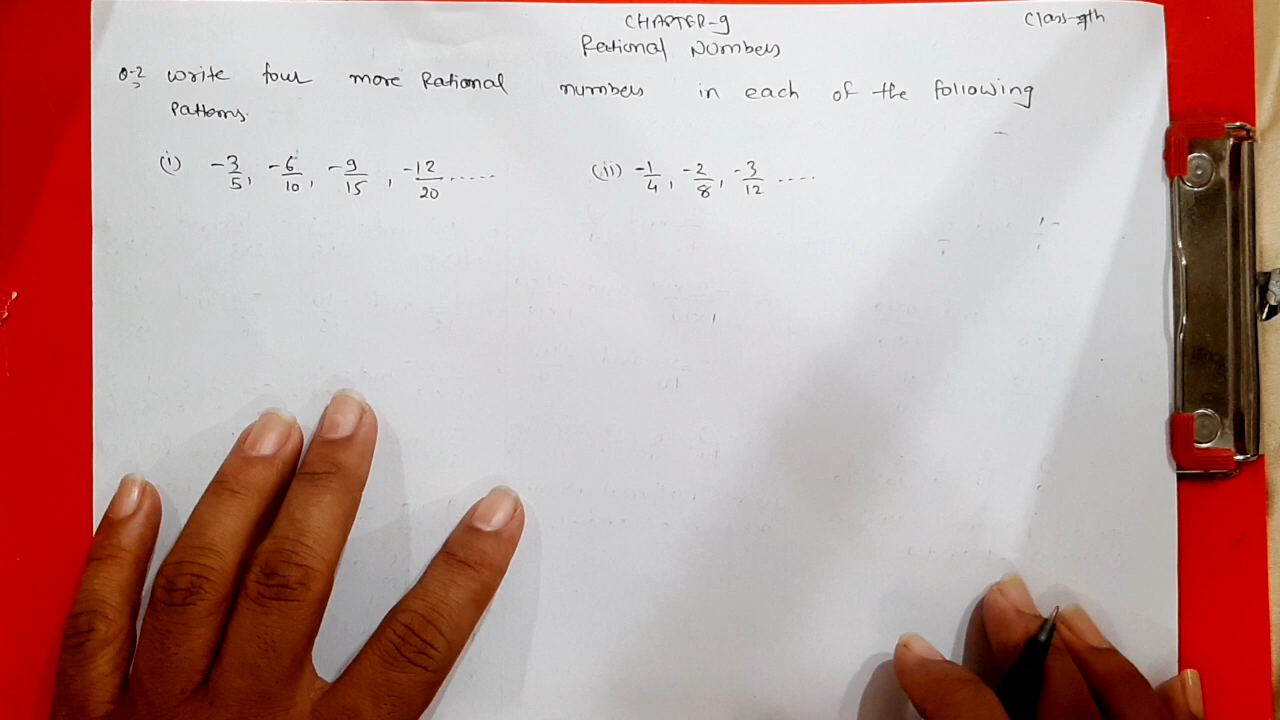 CHAPTER-9
Class-7th
Rational Numbers
Q-2 Write four more Rational numbers in each of the following
Patterns.
(i) -3/5, -6/10, -9/15, -12/20..... (ii) -1/4, -2/8, -3/12 ....